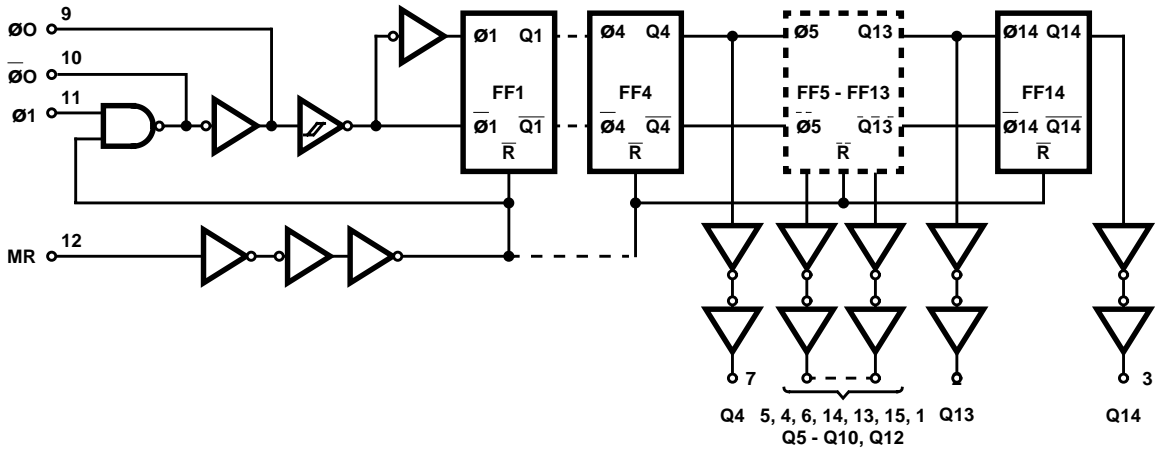 ØO 9
ØO 10
Ø1 11
MR 12
Ø1 Q1
FF1
Ø1 Q1
R
Ø4 Q4
FF4
Ø4 Q4
R
Ø5 Q13
FF5 - FF13
Ø5 Q13
R
Ø14 Q14
FF14
Ø14 Q14
R
7
2
3
Q4
5, 4, 6, 14, 13, 15, 1
Q5 - Q10, Q12
Q13
Q14